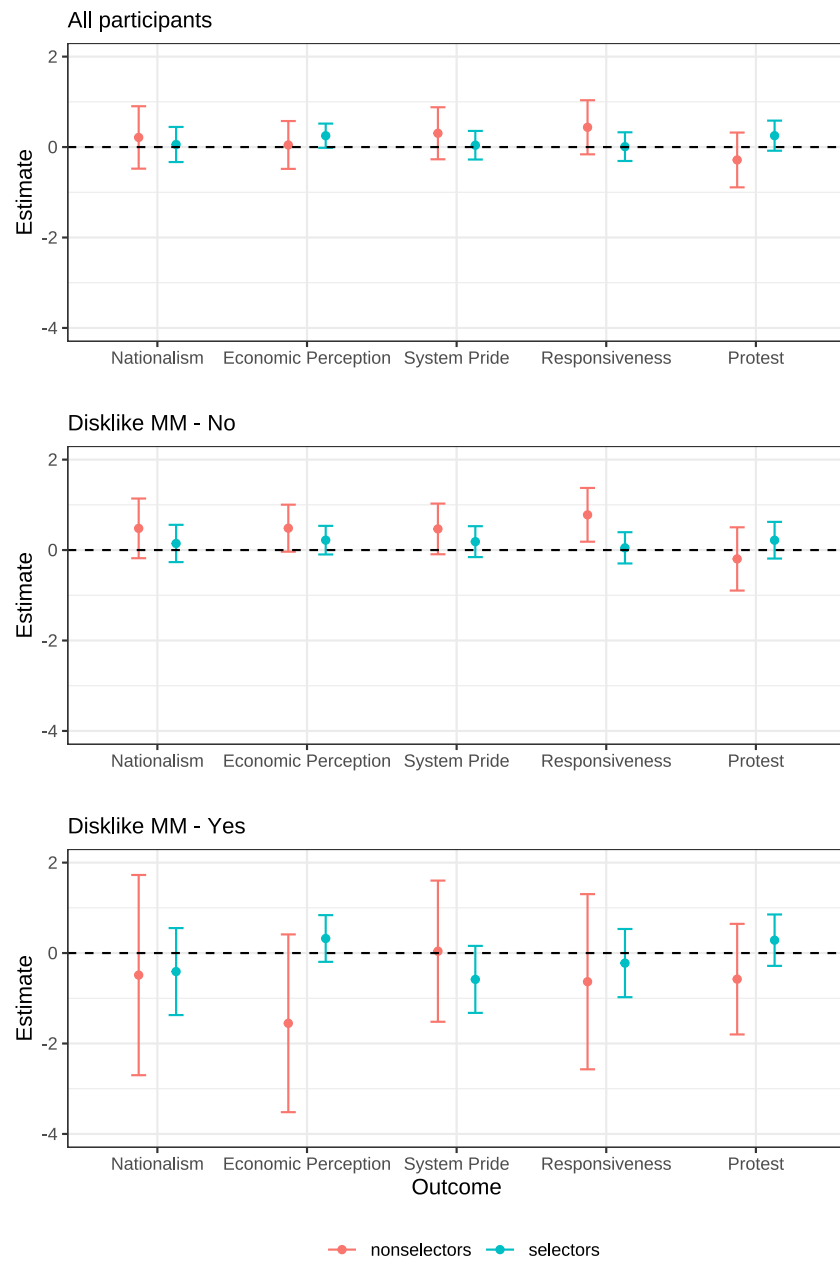 All participants
2
0
-2
-4
Estimate
Nationalism Economic Perception System Pride Responsiveness Protest
Disklike MM - No
2
0
-2
-4
Estimate
Nationalism Economic Perception System Pride Responsiveness Protest
Disklike MM - Yes
2
0
-2
-4
Estimate
Nationalism Economic Perception System Pride Responsiveness Protest
Outcome
nonselectors selectors